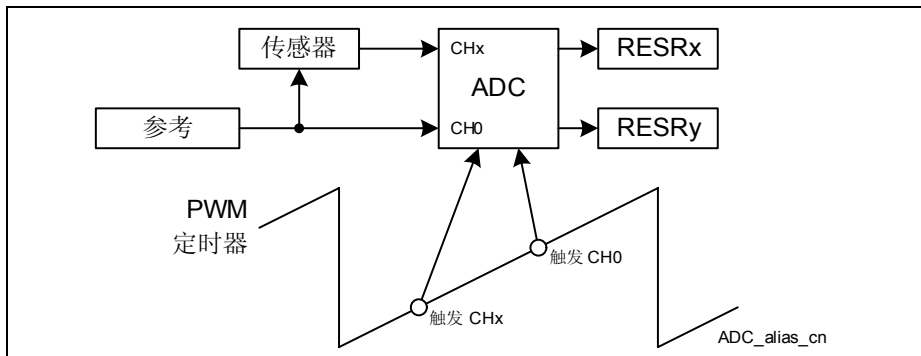 传感器
CHx
RESRx
ADC
参考
CH0
RESRy
PWM
定时器
触发 CH0
触发 CHx
ADC_alias_cn